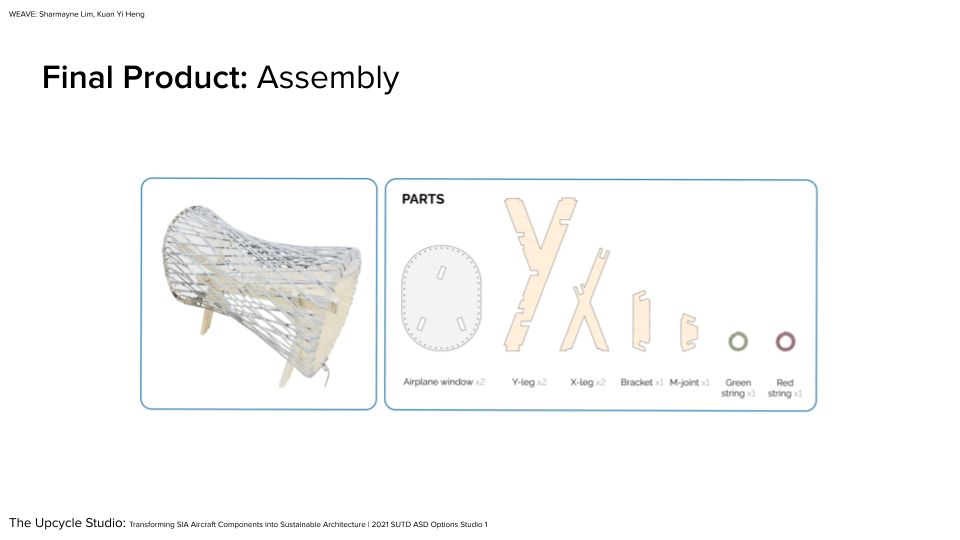 WEAVE: Sharmayne Lim, Kuan Yi Heng
Final Product: Assembly
PARTS
Airplane window x2
Y-leg x2
X-leg x2
Bracket x1
M-joint x1
Green
string x1
Red
string x1
The Upcycle Studio: Transforming SIA Aircraft Components into Sustainable Architecture | 2021 SUTD ASD Options Studio 1